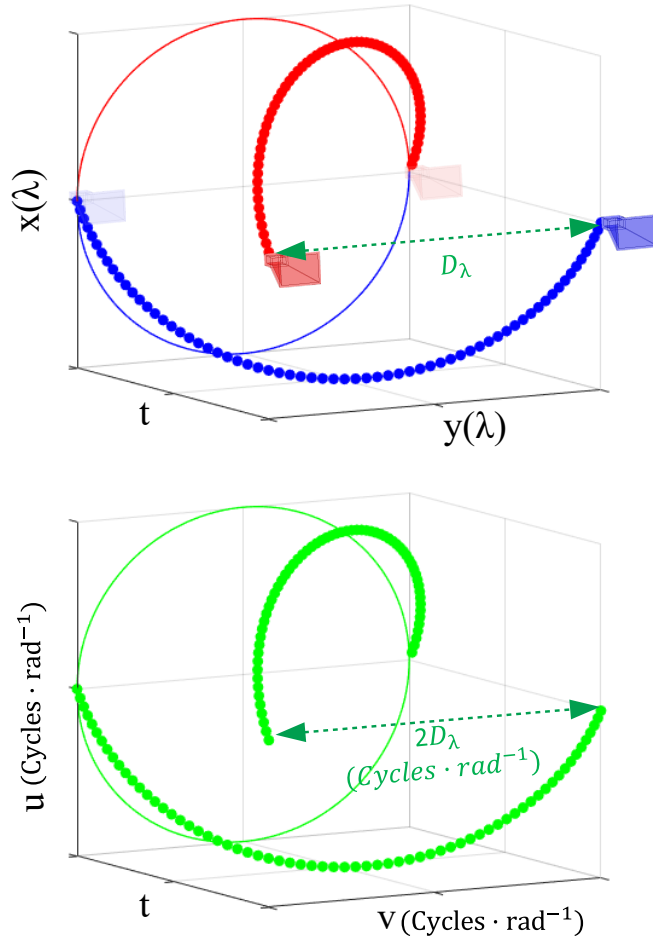 x(λ)
D_λ
t
y(λ)
u (Cycles · rad⁻¹)
2D_λ
(Cycles · rad⁻¹)
t
v (Cycles · rad⁻¹)